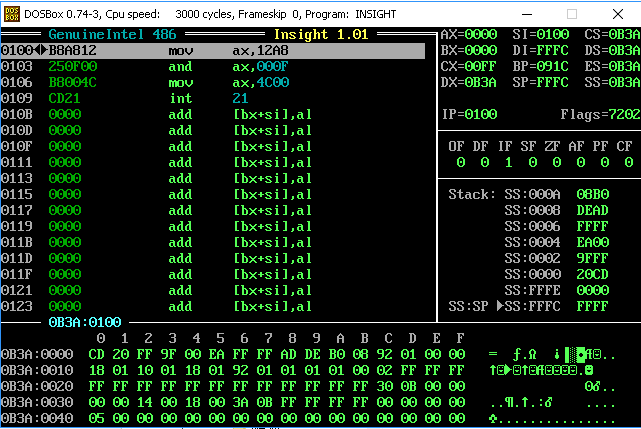 DOSBox 0.74-3, Cpu speed: 3000 cycles, Frameskip 0, Program: INSIGHT
GenuineIntel 486 Insight 1.01
0100 B8A812 mov ax,12A8
0103 250F00 and ax,000F
0106 B8004C mov ax,4C00
0109 CD21 int 21
010B 0000 add [bx+si],al
010D 0000 add [bx+si],al
010F 0000 add [bx+si],al
0111 0000 add [bx+si],al
0113 0000 add [bx+si],al
0115 0000 add [bx+si],al
0117 0000 add [bx+si],al
0119 0000 add [bx+si],al
011B 0000 add [bx+si],al
011D 0000 add [bx+si],al
011F 0000 add [bx+si],al
0121 0000 add [bx+si],al
0123 0000 add [bx+si],al
AX=0000 SI=0100 CS=0B3A
BX=0000 DI=FFFC DS=0B3A
CX=00FF BP=091C ES=0B3A
DX=0B3A SP=FFFC SS=0B3A
IP=0100 Flags=7202
OF DF IF SF ZF AF PF CF
0 0 1 0 0 0 0 0
Stack: SS:000A 08B0
SS:0008 DEAD
SS:0006 FFFF
SS:0004 EA00
SS:0002 9FFF
SS:0000 20CD
SS:FFFE 0000
SS:SP ►SS:FFFC FFFF
0B3A:0100
0 1 2 3 4 5 6 7 8 9 A B C D E F
0B3A:0000 CD 20 FF 9F 00 EA FF FF AD DE B0 08 92 01 00 00
0B3A:0010 18 01 10 01 18 01 92 01 01 01 01 00 02 FF FF FF
0B3A:0020 FF FF FF FF FF FF FF FF FF FF FF FF 30 0B 00 00
0B3A:0030 00 00 14 00 18 00 3A 0B FF FF FF FF 00 00 00 00
0B3A:0040 05 00 00 00 00 00 00 00 00 00 00 00 00 00 00 00